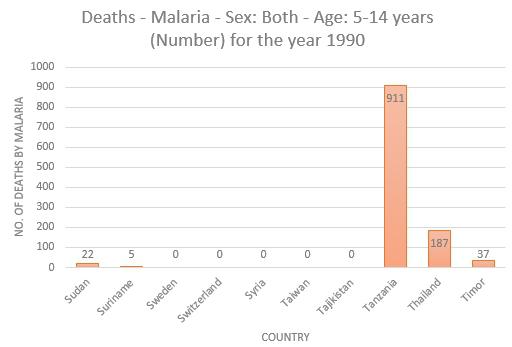 Deaths - Malaria - Sex: Both - Age: 5-14 years
(Number) for the year 1990
NO. OF DEATHS BY MALARIA
1000
900
800
700
600
500
400
300
200
100
0
22
5
0
0
0
0
0
911
187
37
Sudan
Suriname
Sweden
Switzerland
Syria
Taiwan
Tajikistan
Tanzania
Thailand
Timor
COUNTRY